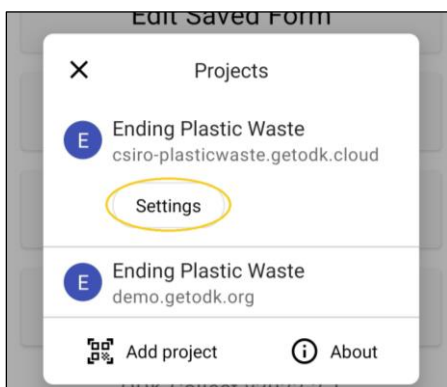 Edit Saved Form
Projects
E
Ending Plastic Waste
csiro-plasticwaste.getodk.cloud
Settings
E
Ending Plastic Waste
demo.getodk.org
Add project
About